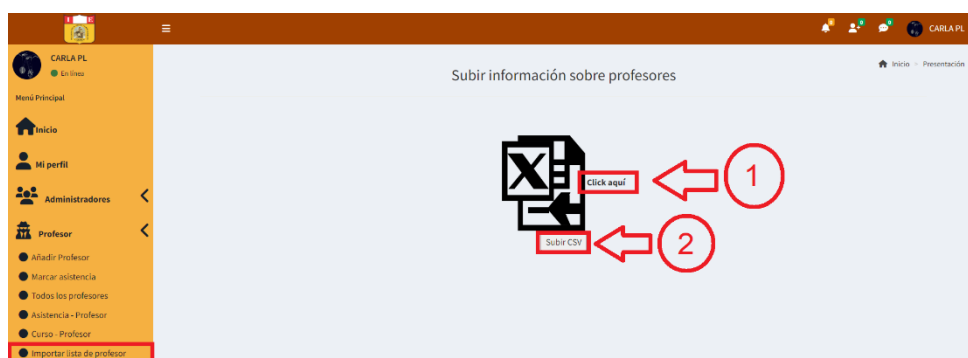 I E
CARLA PL
CARLA PL
En línea
Inicio - Presentación
Subir información sobre profesores
Menú Principal
Inicio
Mi perfil
Administradores
Profesor
Añadir Profesor
Marcar asistencia
Todos los profesores
Asistencia - Profesor
Curso - Profesor
Importar lista de profesor
X
Click aquí
1
Subir CSV
2